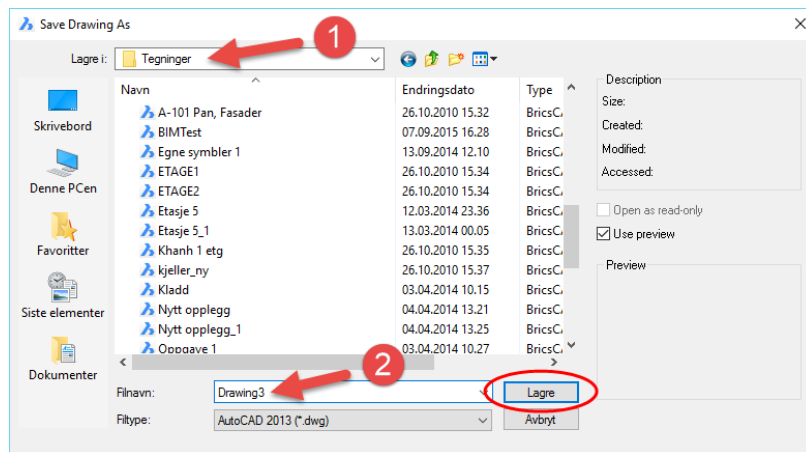 Save Drawing As
1
Lagre i: Tegninger
Navn Endringsdato Type
A-101 Pan, Fasader 26.10.2010 15.32 BricsCa
BIMTest 07.09.2015 16.28 BricsCa
Egne symbler 1 13.09.2014 12.10 BricsCa
ETAGE1 26.10.2010 15.34 BricsCa
ETAGE2 26.10.2010 15.34 BricsCa
Etasje 5 12.03.2014 23.36 BricsCa
Etasje 5_1 13.03.2014 00.05 BricsCa
Khanh 1 etg 26.10.2010 15.35 BricsCa
kjeller_ny 26.10.2010 15.37 BricsCa
Kladd 03.04.2014 10.15 BricsCa
Nytt opplegg 04.04.2014 13.21 BricsCa
Nytt opplegg_1 04.04.2014 13.25 BricsCa
Oppgave 1 03.04.2014 10.27 BricsCa
Skrivebord
Denne PCen
Favoritter
Siste elementer
Dokumenter
2
Filnavn: Drawing3 Lagre
Filtype: AutoCAD 2013 (*.dwg) Avbryt
Description
Size:
Created:
Modified:
Accessed:
Open as read-only
Use preview
Preview